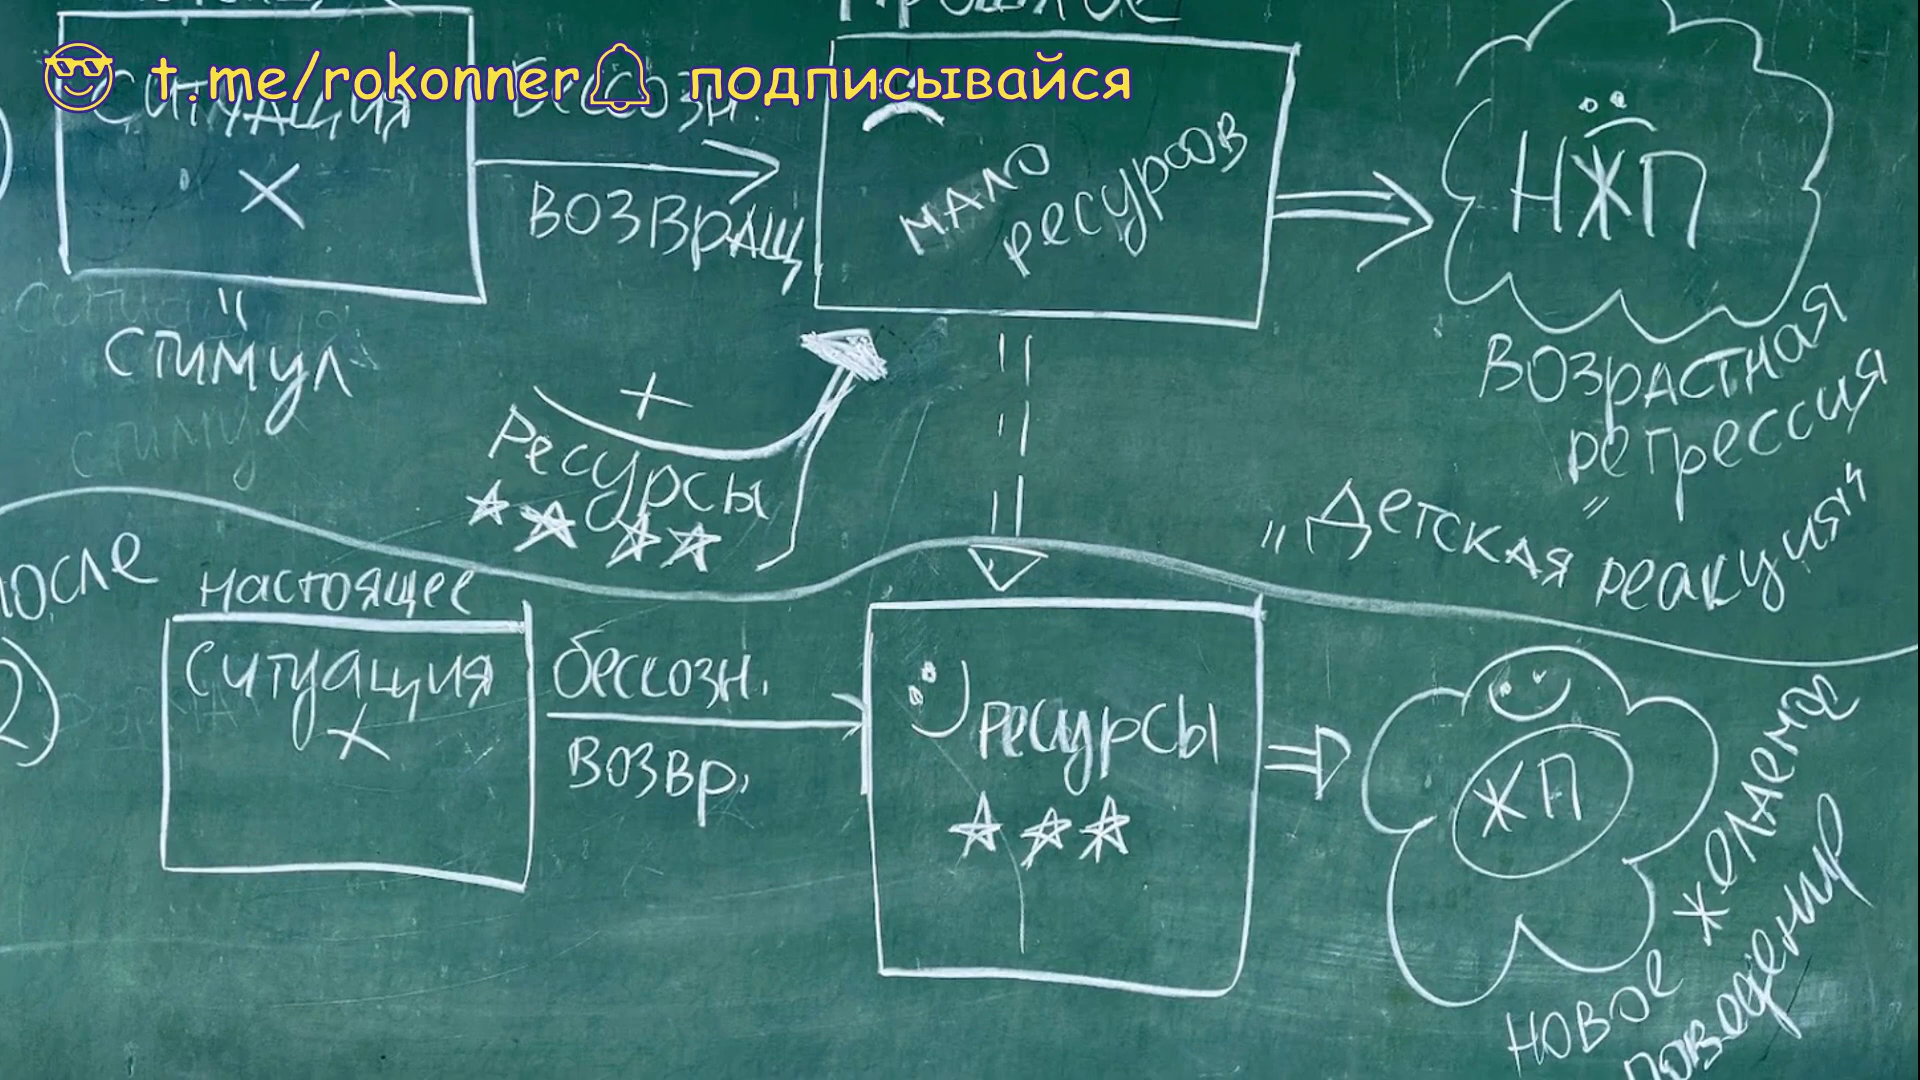 Прошлое
t.me/rokonner подписывайся
Ситуация
X
бессозн.
возвращ
мало
ресурсов
НЖП
"
стимул
стимул
+
Ресурсы
Возрастная
регрессия
"
„Детская реакция“
после
настоящее
2)
Ситуация
X
бессозн.
возвр.
ресурсы
ЖП
новое желаемое
поведение